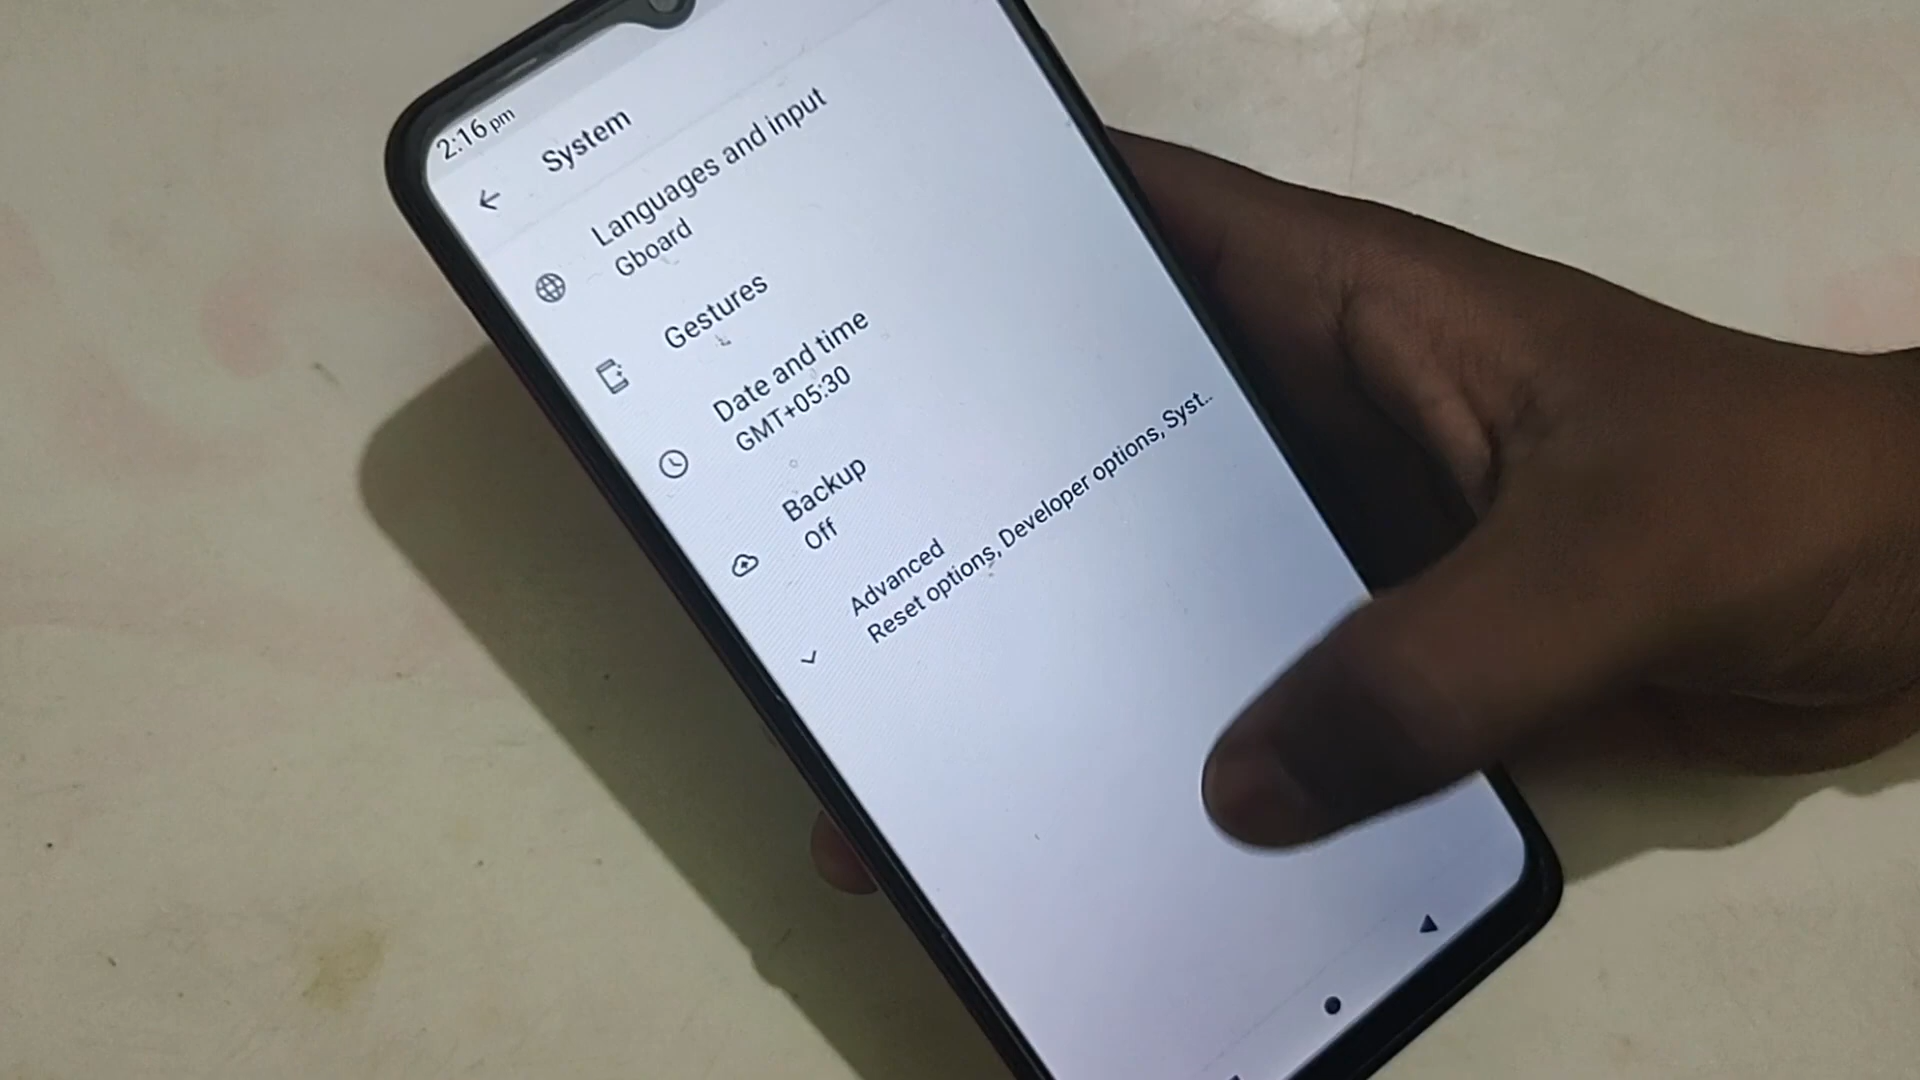 2:16 pm
System
Languages and input
Gboard
Gestures
Date and time
GMT+05:30
Backup
Off
Advanced
Reset options, Developer options, Syst..